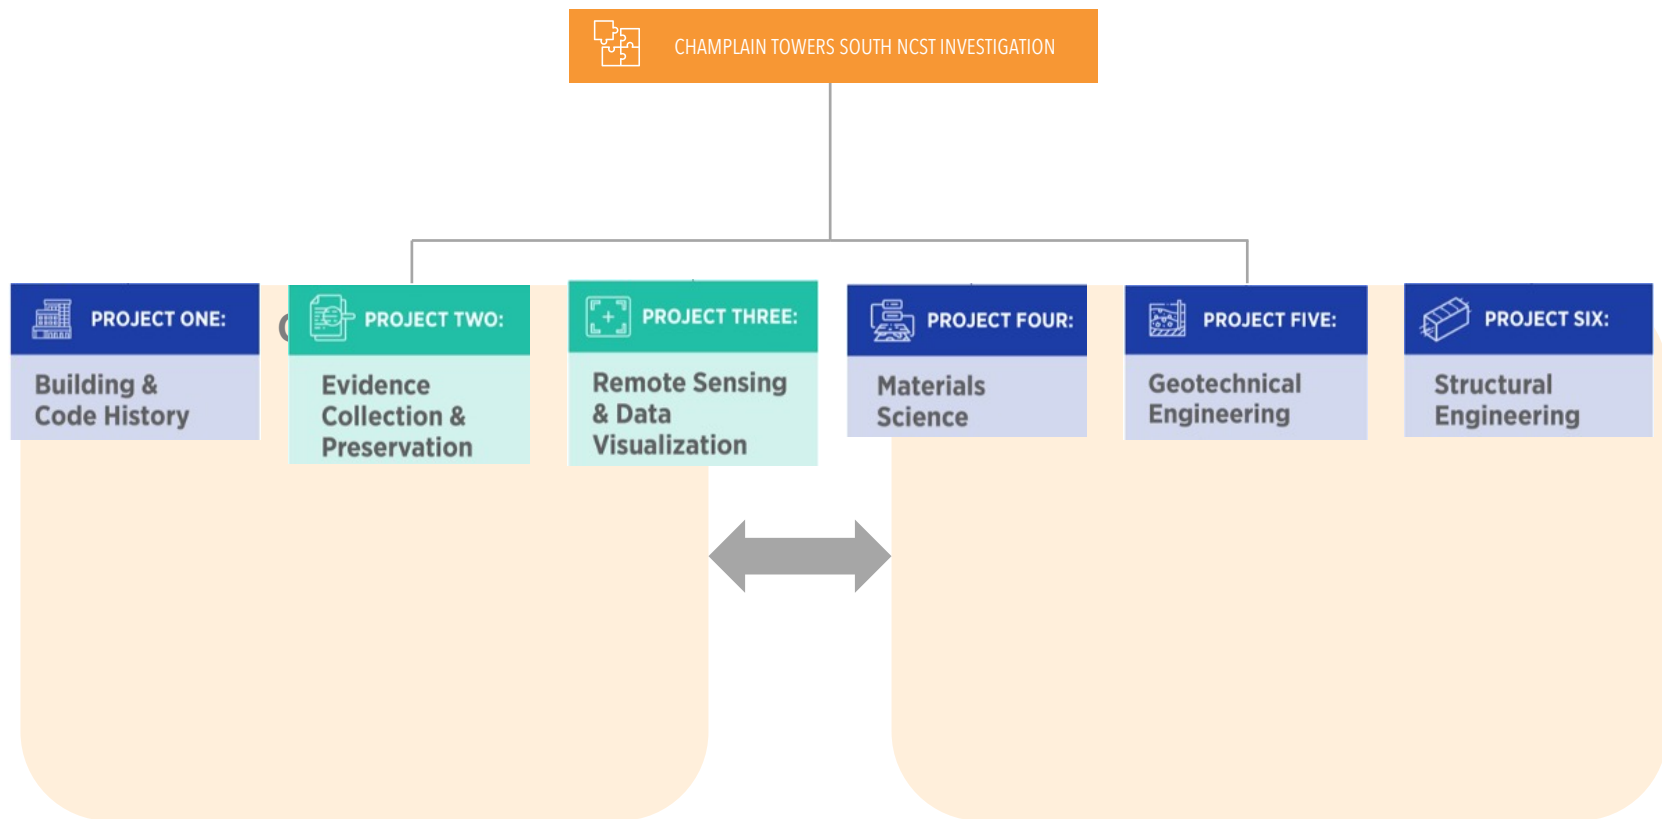 CHAMPLAIN TOWERS SOUTH NCST INVESTIGATION
PROJECT ONE:
Building &
Code History
PROJECT TWO:
Evidence
Collection &
Preservation
PROJECT THREE:
Remote Sensing
& Data
Visualization
PROJECT FOUR:
Materials
Science
PROJECT FIVE:
Geotechnical
Engineering
PROJECT SIX:
Structural
Engineering